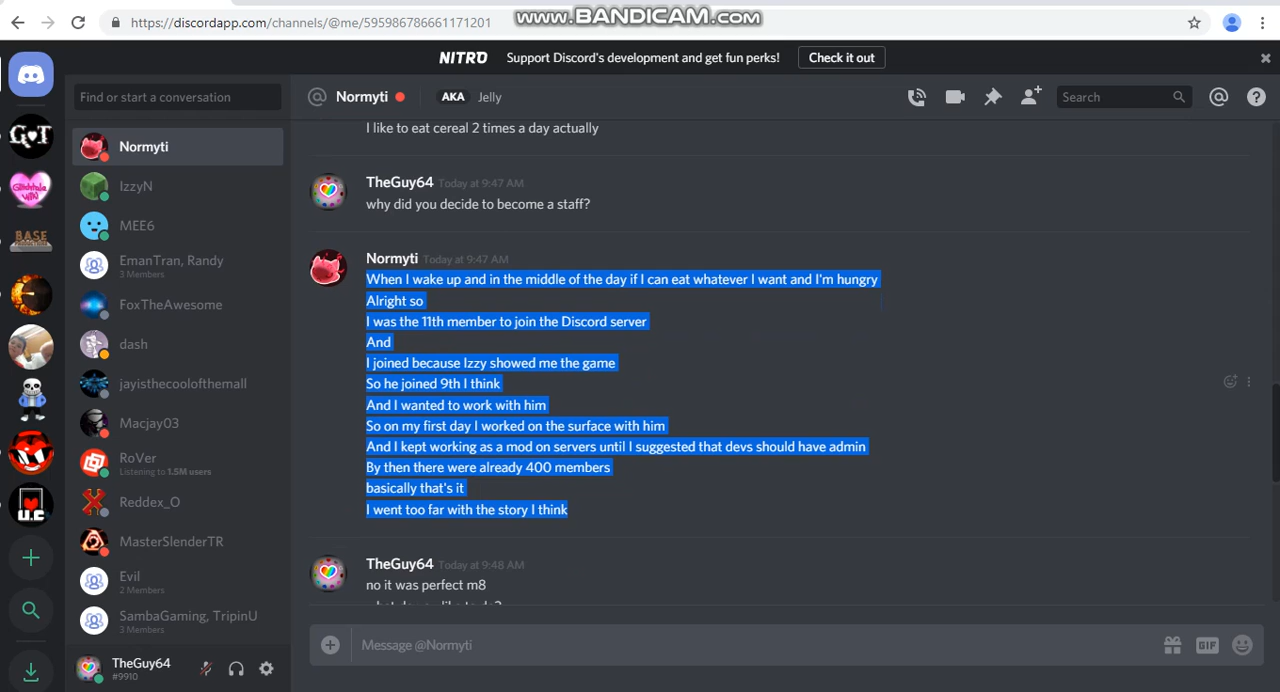 https://discordapp.com/channels/@me/595986786661171201
www.BANDICAM.com
NITRO Support Discord's development and get fun perks! Check it out
Find or start a conversation
Normyti AKA Jelly
Search
Normyti
IzzyN
MEE6
EmanTran, Randy
3 Members
FoxTheAwesome
dash
jayisthecoolofthemall
Macjay03
RoVer
Listening to 1.5M users
Reddex_O
MasterSlenderTR
Evil
2 Members
SambaGaming, TripinU
3 Members
TheGuy64
#9910
I like to eat cereal 2 times a day actually
TheGuy64 Today at 9:47 AM
why did you decide to become a staff?
Normyti Today at 9:47 AM
When I wake up and in the middle of the day if I can eat whatever I want and I'm hungry
Alright so
I was the 11th member to join the Discord server
And
I joined because Izzy showed me the game
So he joined 9th I think
And I wanted to work with him
So on my first day I worked on the surface with him
And I kept working as a mod on servers until I suggested that devs should have admin
By then there were already 400 members
basically that's it
I went too far with the story I think
TheGuy64 Today at 9:48 AM
no it was perfect m8
Message @Normyti
GIF
G T
BASE
U.C